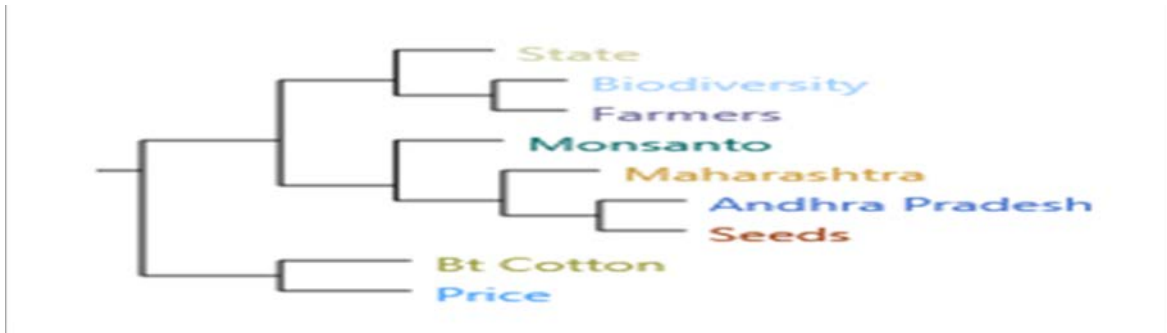 State
Biodiversity
Farmers
Monsanto
Maharashtra
Andhra Pradesh
Seeds
Bt Cotton
Price